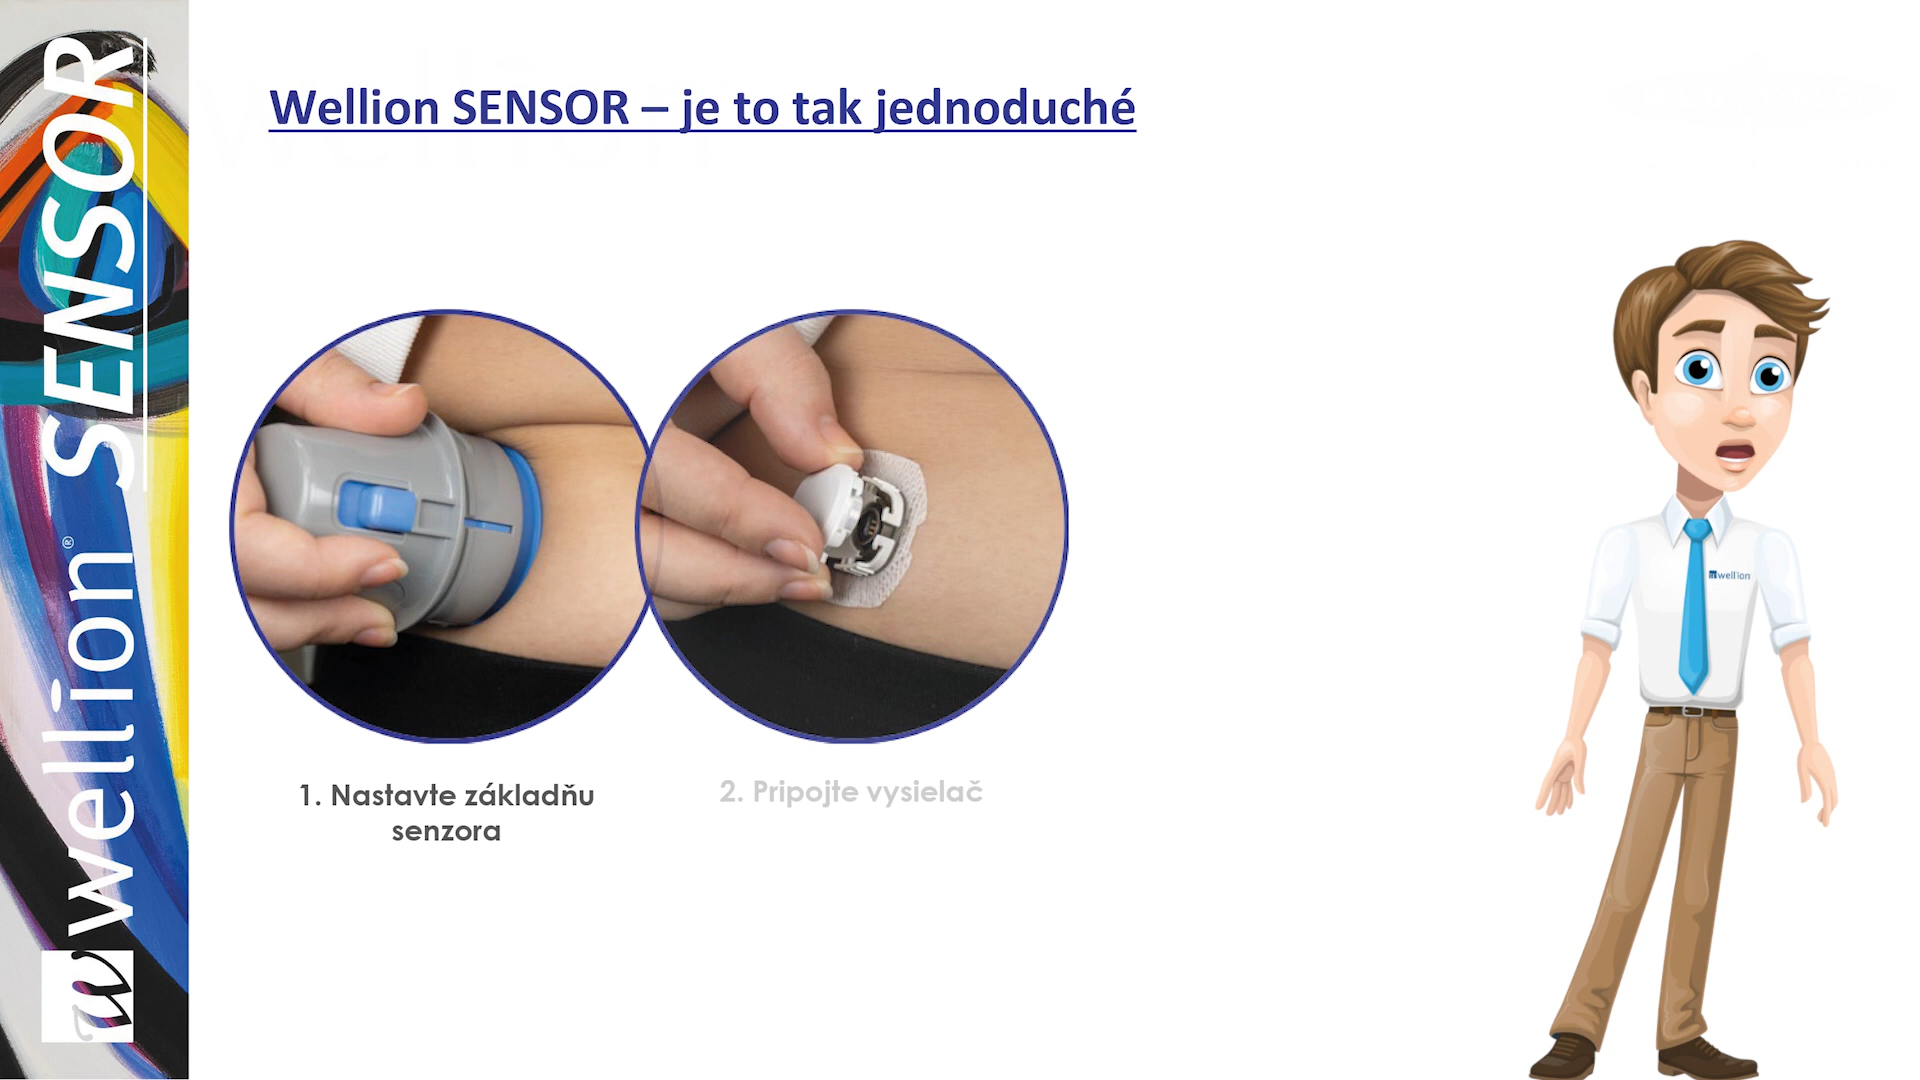 wellion® SENSOR
Wellion SENSOR – je to tak jednoduché
wellion
1. Nastavte základňu
senzora
2. Pripojte vysielač